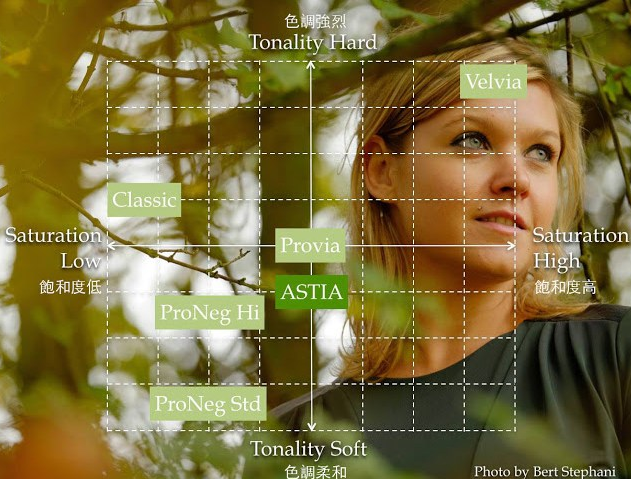 色調強烈
Tonality Hard
Velvia
Classic
Saturation
Low
飽和度低
Provia
Saturation
High
飽和度高
ASTIA
ProNeg Hi
ProNeg Std
Tonality Soft
色調柔和
Photo by Bert Stephani